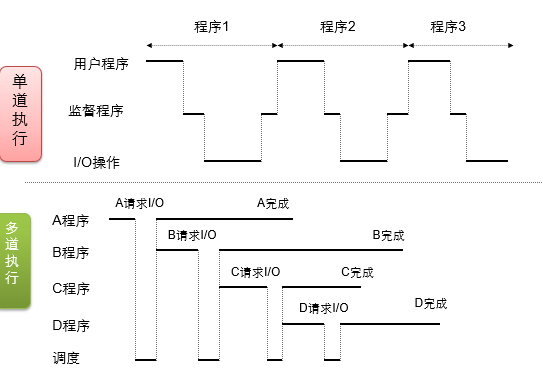 程序1 程序2 程序3
单道执行
用户程序
监督程序
I/O操作
多道执行
A请求I/O A完成
A程序
B请求I/O B完成
B程序
C请求I/O C完成
C程序
D请求I/O D完成
D程序
调度